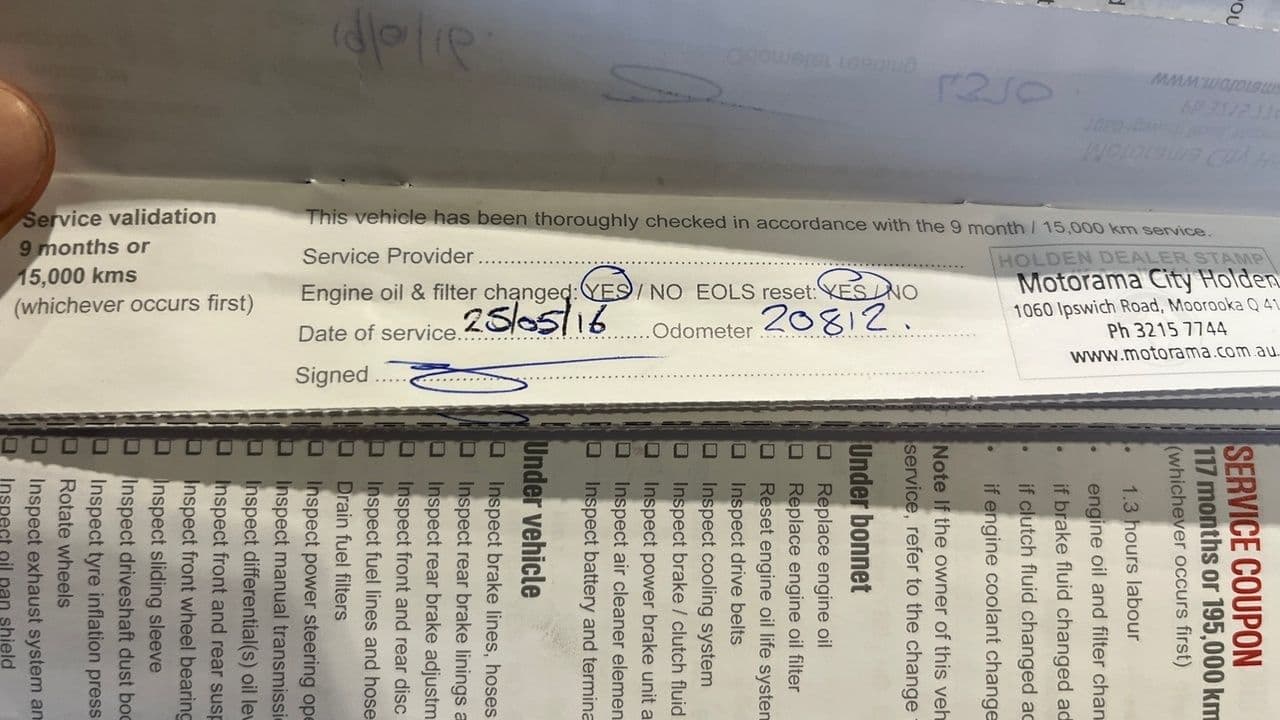 Service validation
9 months or
15,000 kms
(whichever occurs first)
This vehicle has been thoroughly checked in accordance with the 9 month / 15,000 km service.
Service Provider
Engine oil & filter changed: YES / NO EOLS reset: YES / NO
Date of service 25/05/16 Odometer 20812.
Signed
HOLDEN DEALER STAMP
Motorama City Holden
1060 Ipswich Road, Moorooka Q 41
Ph 3215 7744
www.motorama.com.au
SERVICE COUPON
117 months or 195,000 km
(whichever occurs first)
• 1.3 hours labour
• engine oil and filter chan
• if brake fluid changed ad
• if clutch fluid changed ad
• if engine coolant change
Note If the owner of this veh
service, refer to the change
Under bonnet
Replace engine oil
Replace engine oil filter
Reset engine oil life system
Inspect drive belts
Inspect cooling system
Inspect brake / clutch fluid
Inspect power brake unit a
Inspect air cleaner elemen
Inspect battery and termina
Under vehicle
Inspect brake lines, hoses
Inspect rear brake linings a
Inspect rear brake adjustm
Inspect front and rear disc
Inspect fuel lines and hose
Drain fuel filters
Inspect power steering ope
Inspect manual transmissi
Inspect differential(s) oil lev
Inspect front and rear susp
Inspect front wheel bearing
Inspect sliding sleeve
Inspect driveshaft dust boo
Inspect tyre inflation press
Rotate wheels
Inspect exhaust system an
Inspect oil pan shield